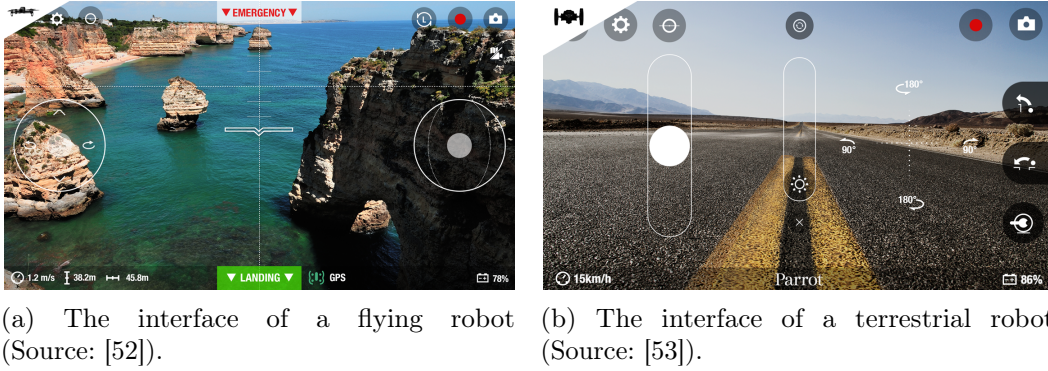 ▼ EMERGENCY ▼
1.2 m/s 38.2m 45.8m
▼ LANDING ▼
GPS
78%
180°
90° 90°
180°
15km/h
Parrot
86%
(a) The interface of a flying robot
(Source: [52]).
(b) The interface of a terrestrial robot
(Source: [53]).